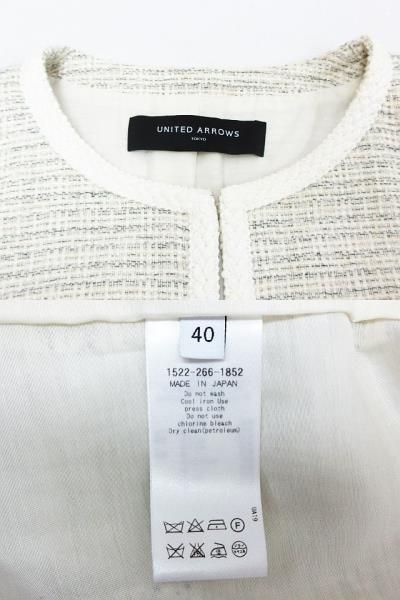 UNITED ARROWS
TOKYO
40
1522-266-1852
MADE IN JAPAN
Do not wash
Cool iron Use
press cloth
Do not use
chlorine bleach
Dry clean(petroleum)
UA19
F